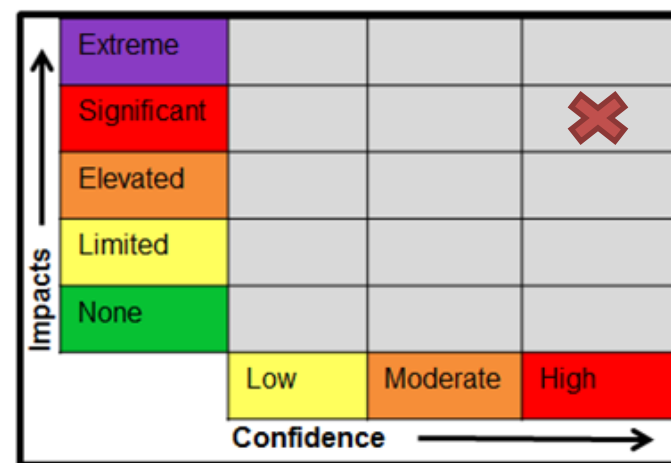 Extreme
Significant
Elevated
Limited
None
Impacts
Low Moderate High
Confidence